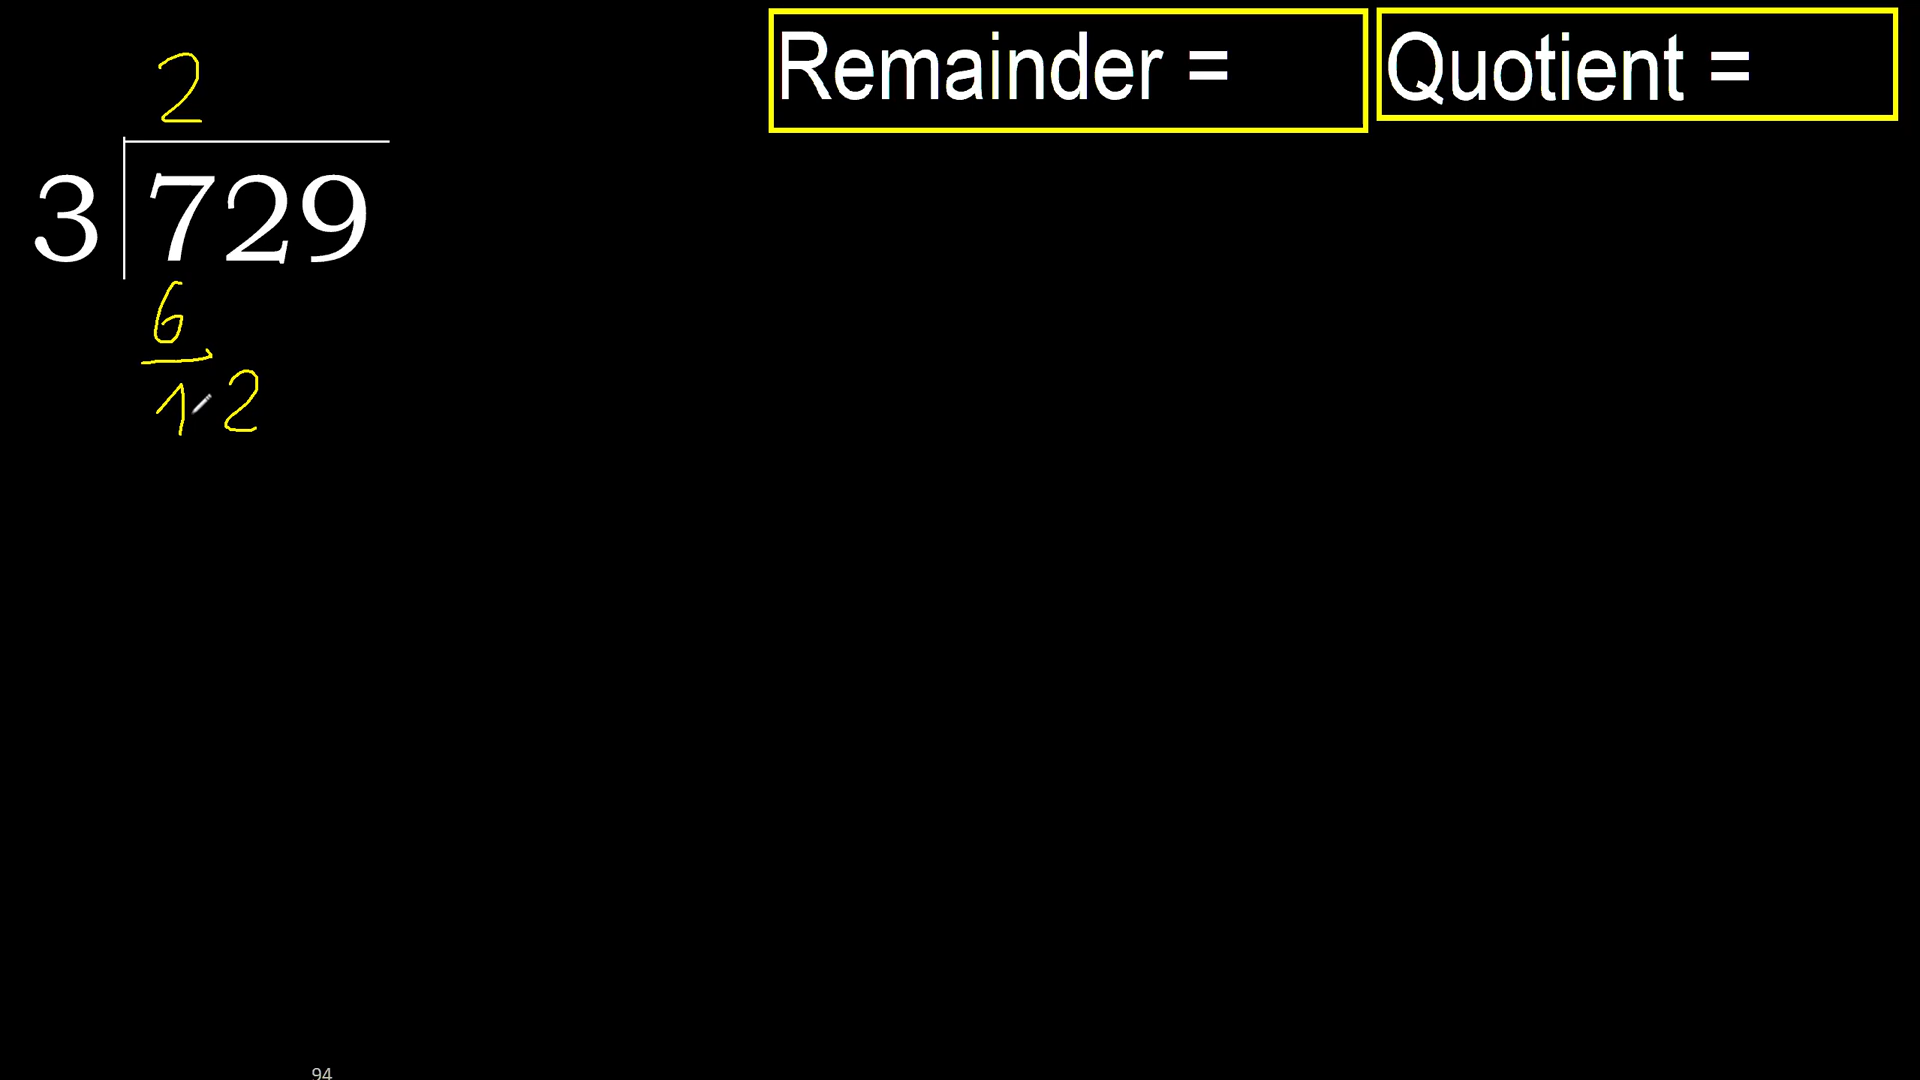 Remainder =
Quotient =
2
3 729
6
12
94